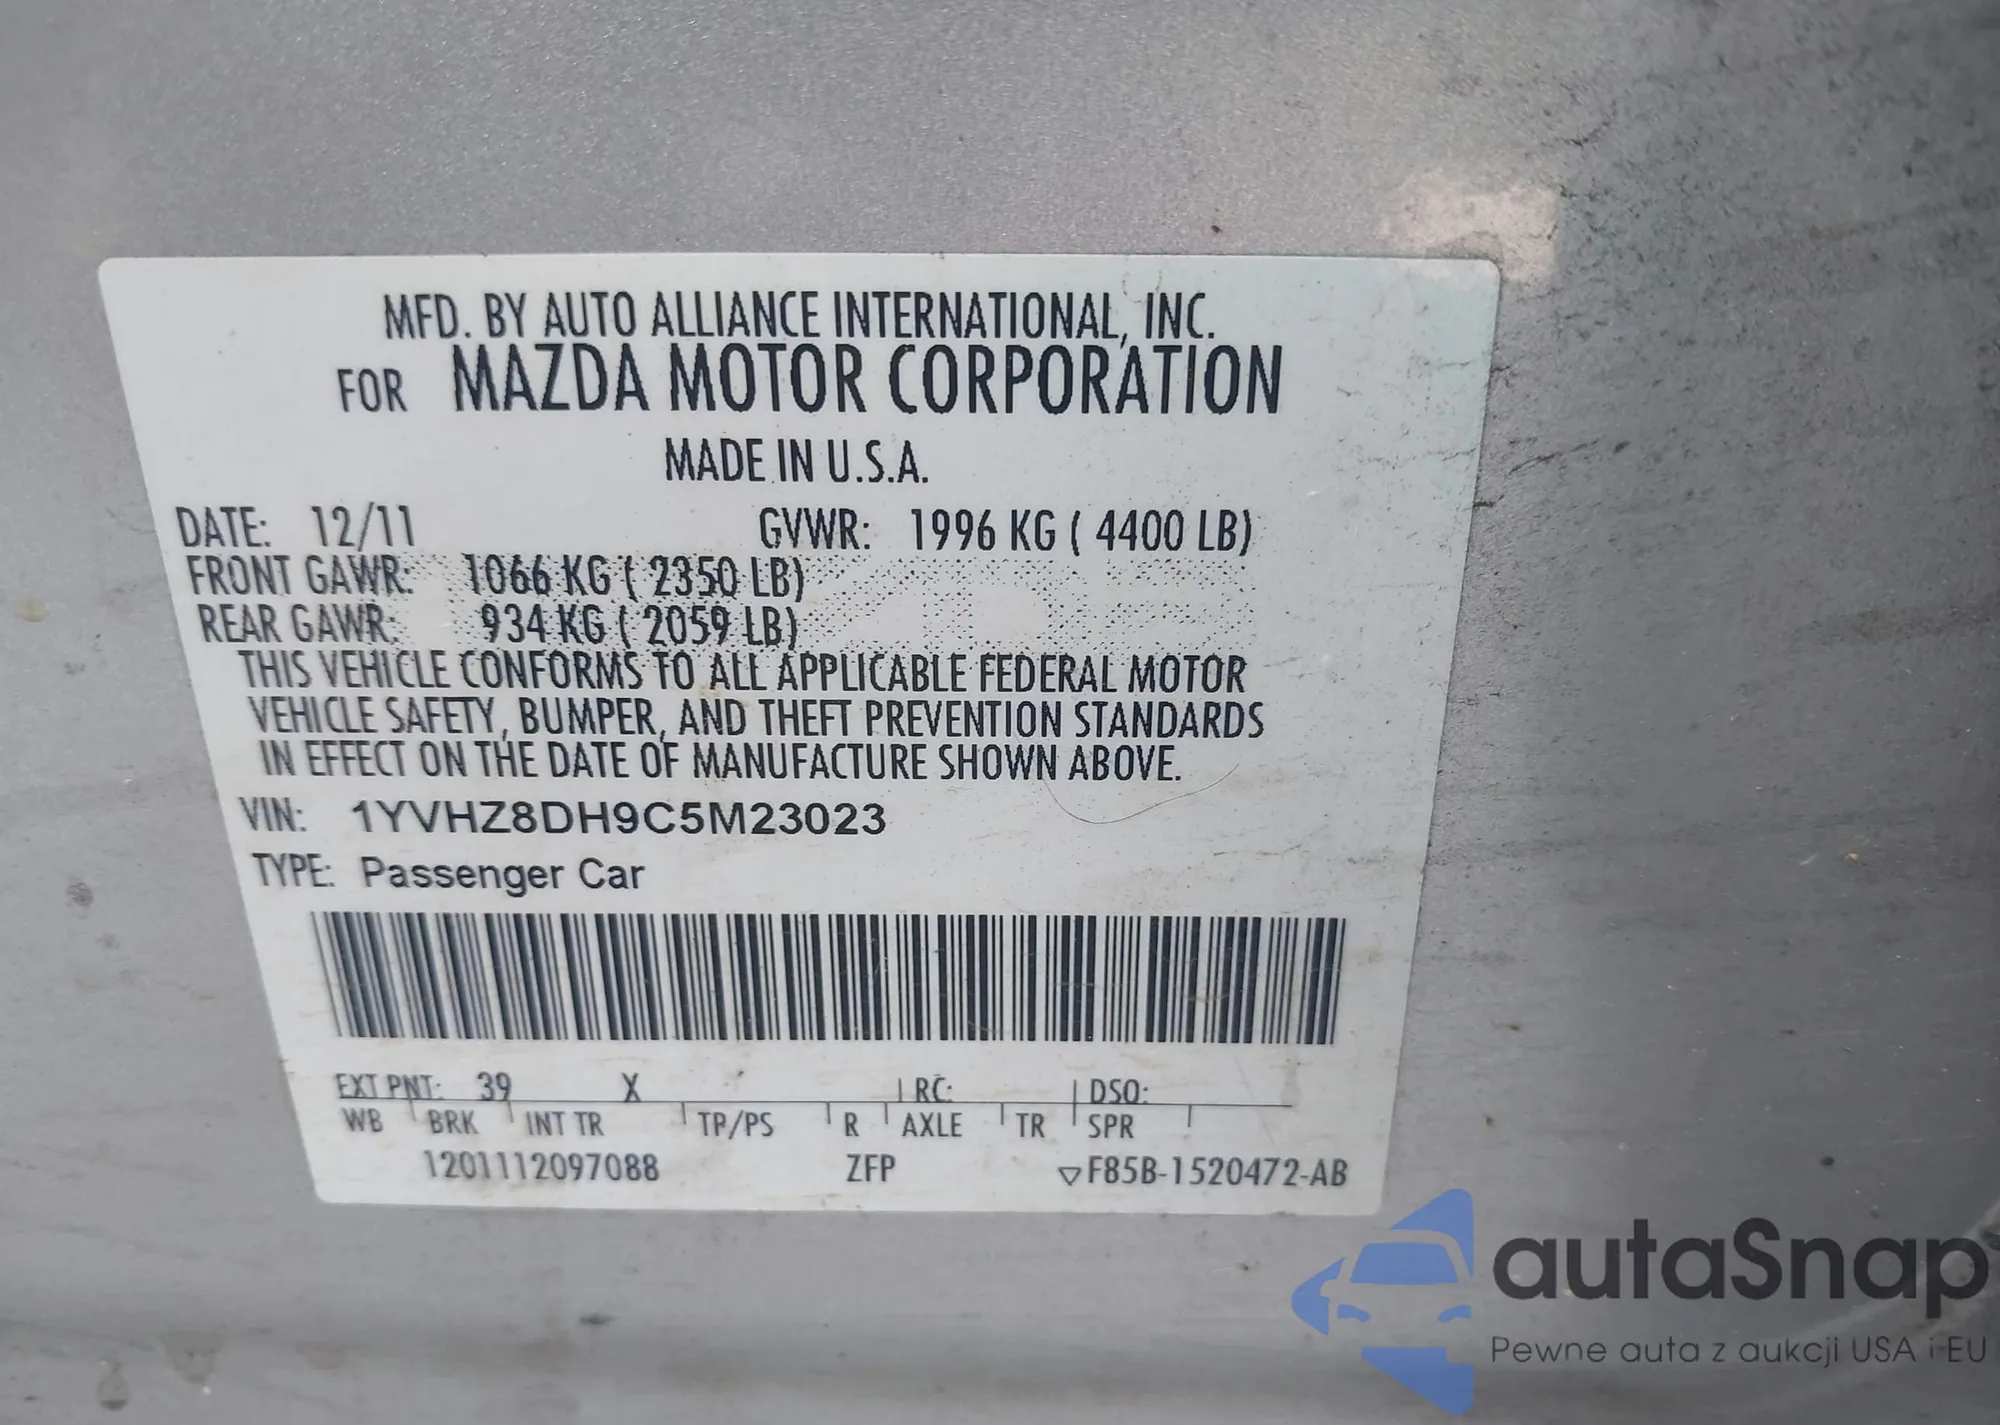 MFD. BY AUTO ALLIANCE INTERNATIONAL, INC.
FOR MAZDA MOTOR CORPORATION
MADE IN U.S.A.
DATE: 12/11 GVWR: 1996 KG ( 4400 LB)
FRONT GAWR: 1066 KG ( 2350 LB)
REAR GAWR: 934 KG ( 2059 LB)
THIS VEHICLE CONFORMS TO ALL APPLICABLE FEDERAL MOTOR
VEHICLE SAFETY, BUMPER, AND THEFT PREVENTION STANDARDS
IN EFFECT ON THE DATE OF MANUFACTURE SHOWN ABOVE.
VIN: 1YVHZ8DH9C5M23023
TYPE: Passenger Car
EXT PNT: 39 X RC: DSO:
WB BRK INT TR TP/PS R AXLE TR SPR
1201112097088 ZFP ▽F85B-1520472-AB
autaSnap
Pewne auta z aukcji USA i EU